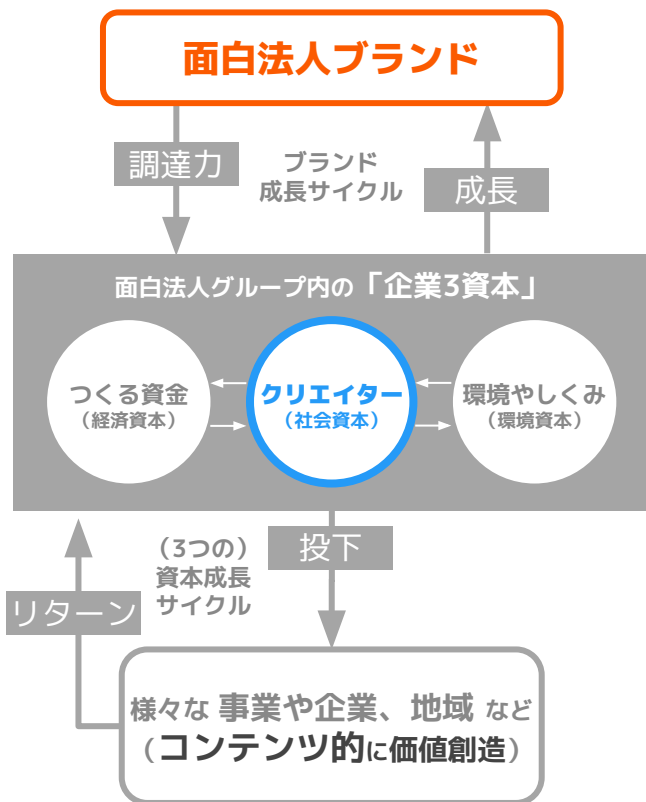 面白法人ブランド
調達力
ブランド
成長サイクル
成長
面白法人グループ内の「企業3資本」
つくる資金
（経済資本）
クリエイター
（社会資本）
環境やしくみ
（環境資本）
（3つの）
資本成長
サイクル
投下
リターン
様々な 事業や企業、地域 など
（コンテンツ的に価値創造）